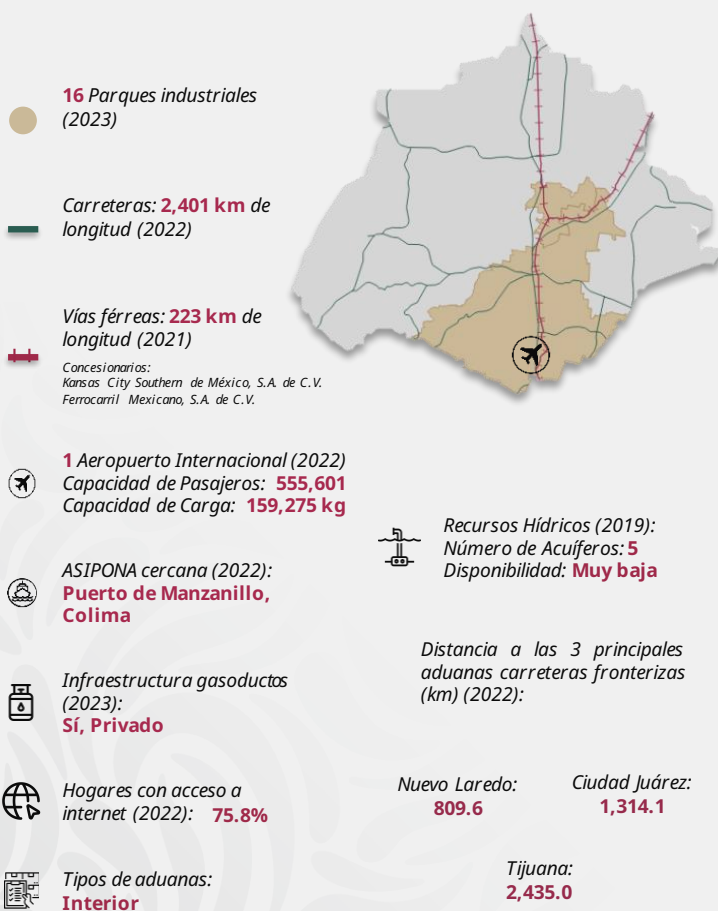 16 Parques industriales
(2023)
Carreteras: 2,401 km de
longitud (2022)
Vías férreas: 223 km de
longitud (2021)
Concesionarios:
Kansas City Southern de México, S.A. de C.V.
Ferrocarril Mexicano, S.A. de C.V.
1 Aeropuerto Internacional (2022)
Capacidad de Pasajeros: 555,601
Capacidad de Carga: 159,275 kg
ASIPONA cercana (2022):
Puerto de Manzanillo,
Colima
Infraestructura gasoductos
(2023):
Sí, Privado
Hogares con acceso a
internet (2022): 75.8%
Tipos de aduanas:
Interior
Recursos Hídricos (2019):
Número de Acuíferos: 5
Disponibilidad: Muy baja
Distancia a las 3 principales
aduanas carreteras fronterizas
(km) (2022):
Nuevo Laredo:
809.6
Ciudad Juárez:
1,314.1
Tijuana:
2,435.0